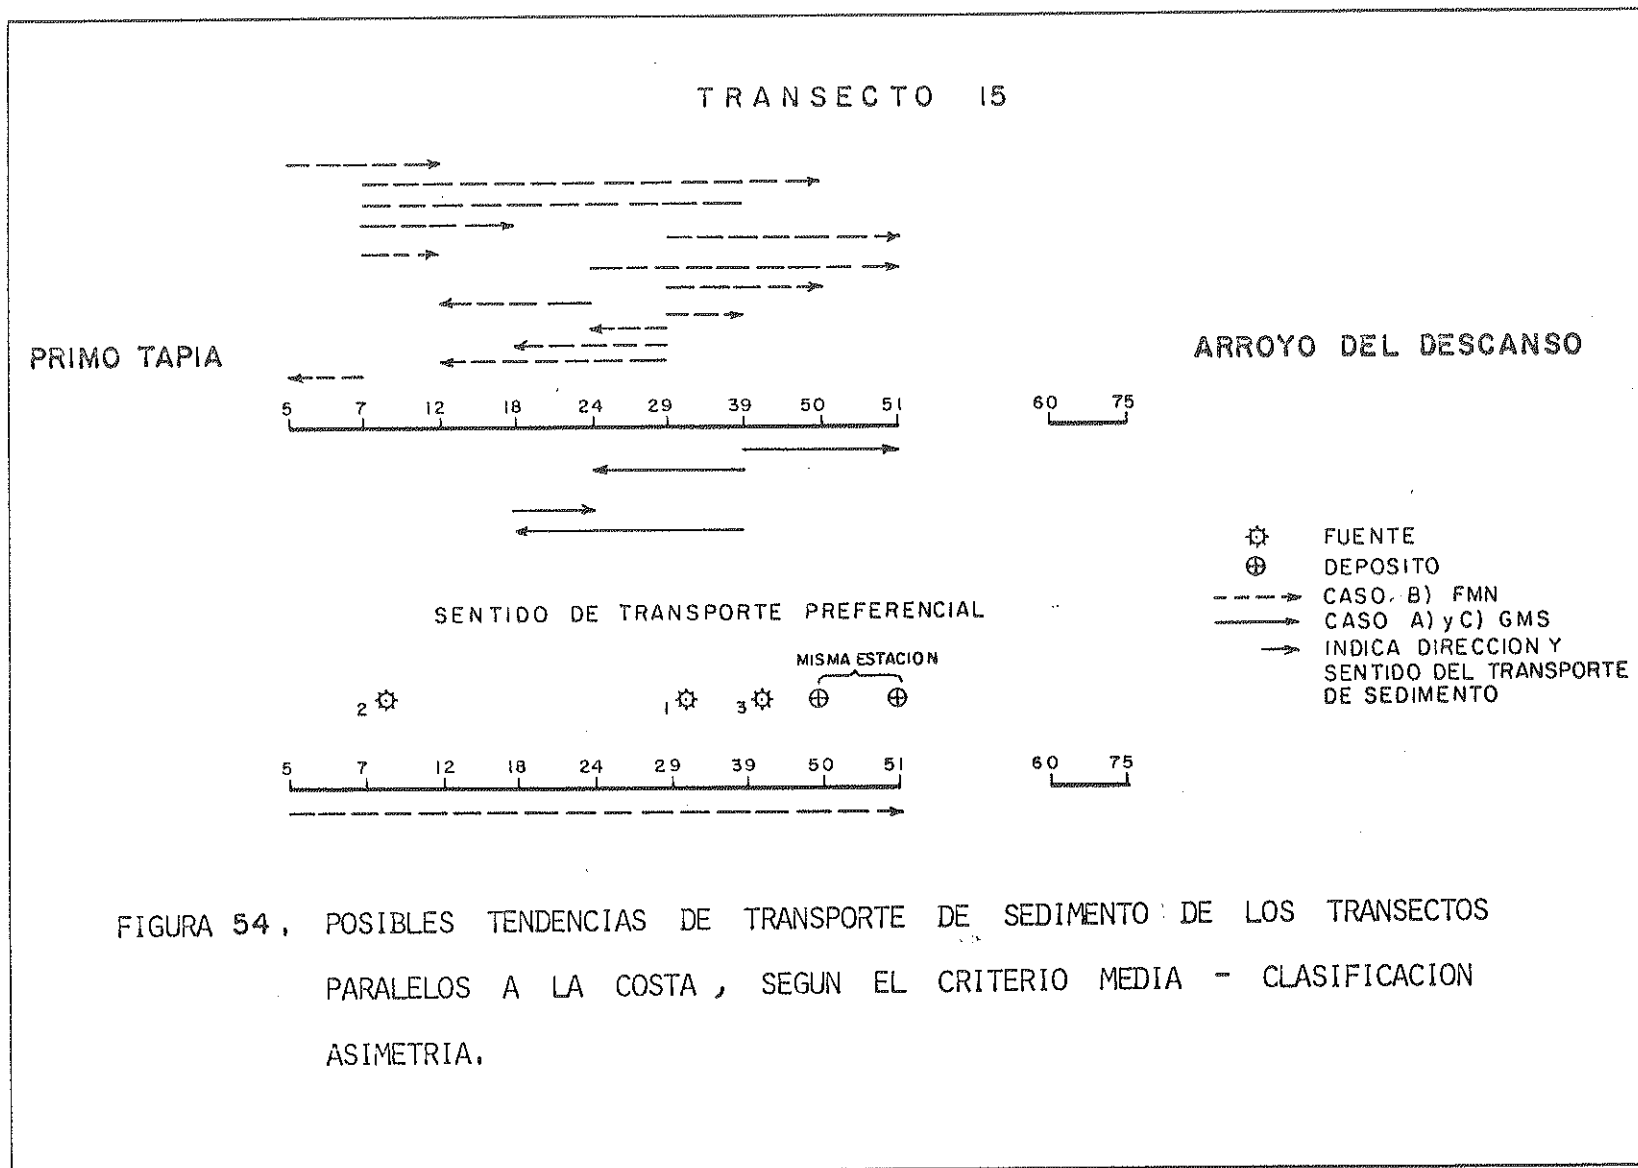 TRANSECTO 15
PRIMO TAPIA
ARROYO DEL DESCANSO
5 7 12 18 24 29 39 50 51 60 75
FUENTE
DEPOSITO
CASO. B) FMN
CASO A) y C) GMS
INDICA DIRECCION Y
SENTIDO DEL TRANSPORTE
DE SEDIMENTO
SENTIDO DE TRANSPORTE PREFERENCIAL
MISMA ESTACION
2 1 3
5 7 12 18 24 29 39 50 51 60 75
FIGURA 54. POSIBLES TENDENCIAS DE TRANSPORTE DE SEDIMENTO DE LOS TRANSECTOS
PARALELOS A LA COSTA, SEGUN EL CRITERIO MEDIA - CLASIFICACION
ASIMETRIA.